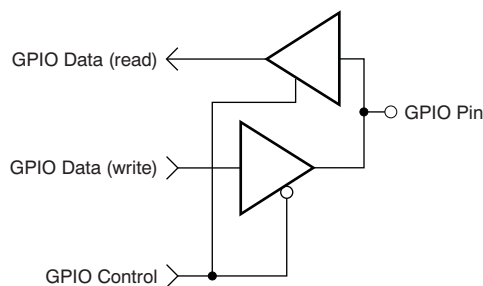 GPIO Data (read)
GPIO Pin
GPIO Data (write)
GPIO Control